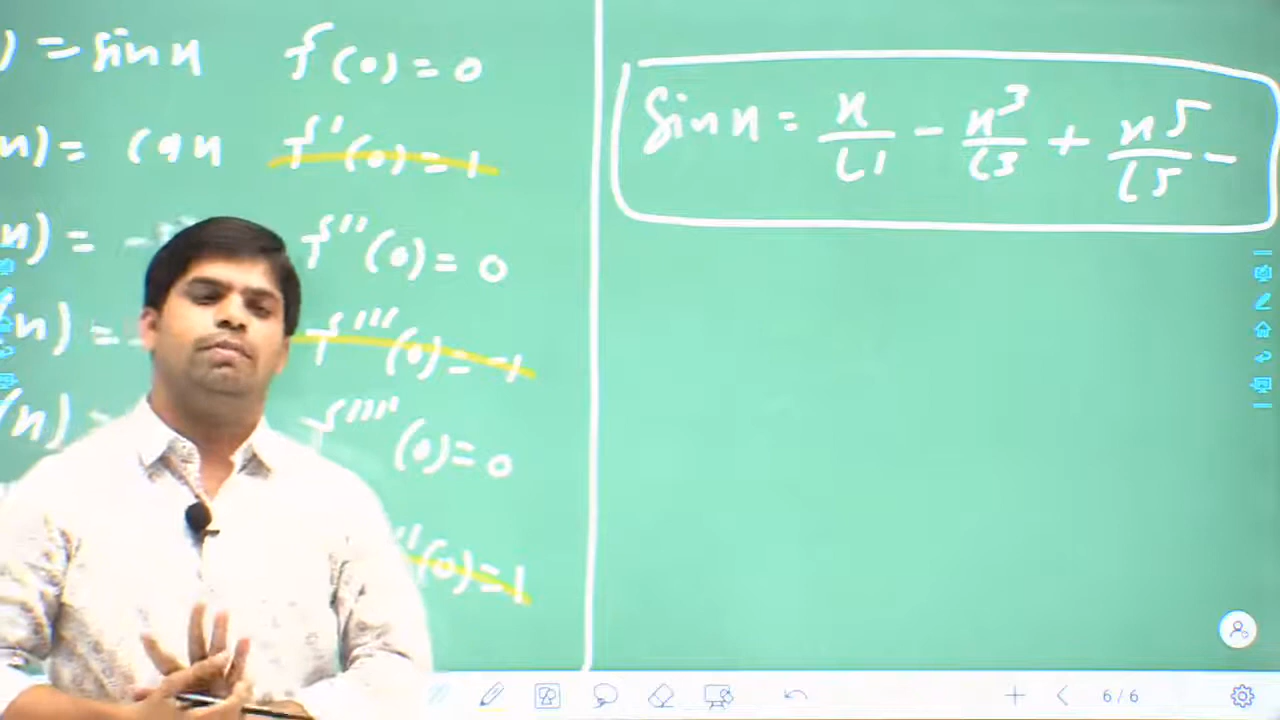 ) = sin x f(0) = 0
x) = cos x f'(0) = 1
x) = - f''(0) = 0
(x) = - f'''(0) = -1
(x) f''''(0) = 0
''(0) = 1
Sin x = x/⌊1 - x³/⌊3 + x⁵/⌊5 -
6/6